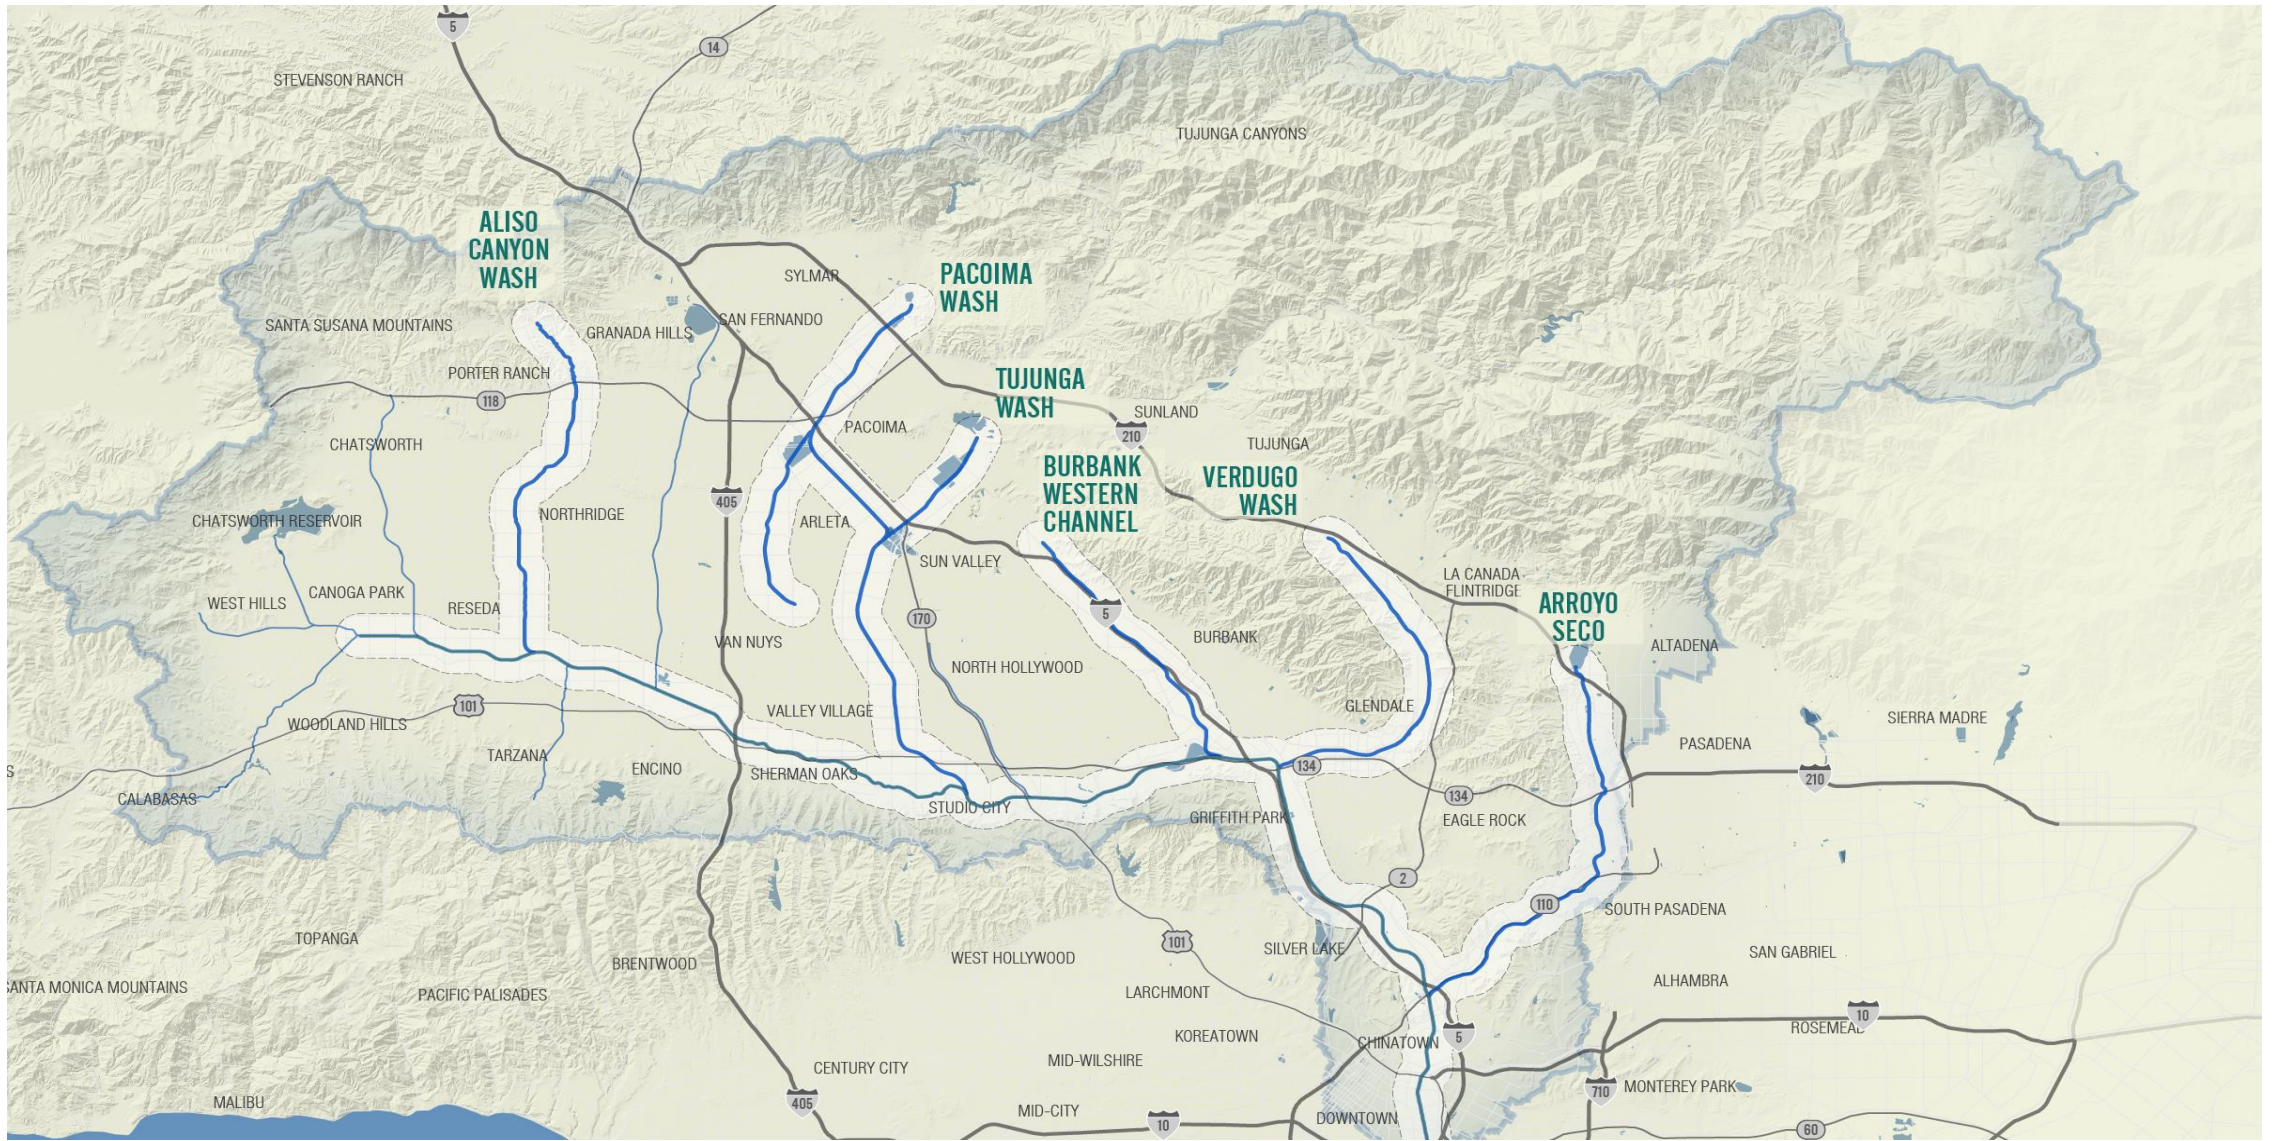 5
14
STEVENSON RANCH
TUJUNGA CANYONS
ALISO
CANYON
WASH
SYLMAR
PACOIMA
WASH
SANTA SUSANA MOUNTAINS
GRANADA HILLS
SAN FERNANDO
PORTER RANCH
118
TUJUNGA
WASH
SUNLAND
210
PACOIMA
CHATSWORTH
TUJUNGA
BURBANK
WESTERN
CHANNEL
VERDUGO
WASH
405
CHATSWORTH RESERVOIR
NORTHRIDGE
ARLETA
SUN VALLEY
LA CANADA
FLINTRIDGE
CANOGA PARK
WEST HILLS
RESEDA
5
170
ARROYO
SECO
VAN NUYS
BURBANK
ALTADENA
NORTH HOLLYWOOD
101
VALLEY VILLAGE
GLENDALE
WOODLAND HILLS
SIERRA MADRE
TARZANA
PASADENA
ENCINO
SHERMAN OAKS
134
210
S
CALABASAS
134
STUDIO CITY
GRIFFITH PARK
EAGLE ROCK
2
110
SOUTH PASADENA
TOPANGA
101
SILVER LAKE
WEST HOLLYWOOD
SAN GABRIEL
BRENTWOOD
ALHAMBRA
SANTA MONICA MOUNTAINS
PACIFIC PALISADES
LARCHMONT
10
ROSEMEAD
KOREATOWN
CHINATOWN
5
MID-WILSHIRE
CENTURY CITY
710
MONTEREY PARK
MALIBU
405
MID-CITY
10
DOWNTOWN
60